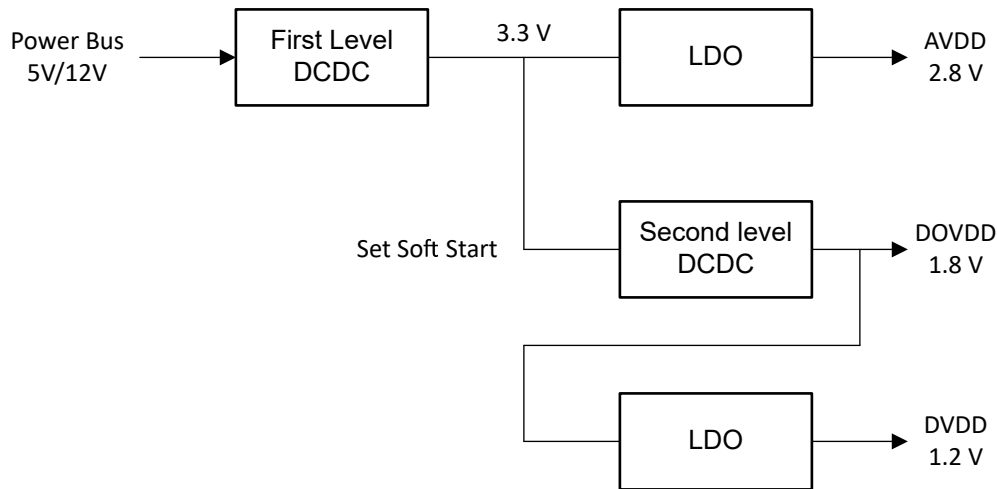 Power Bus
5V/12V
First Level
DCDC
3.3 V
LDO
AVDD
2.8 V
Set Soft Start
Second level
DCDC
DOVDD
1.8 V
LDO
DVDD
1.2 V